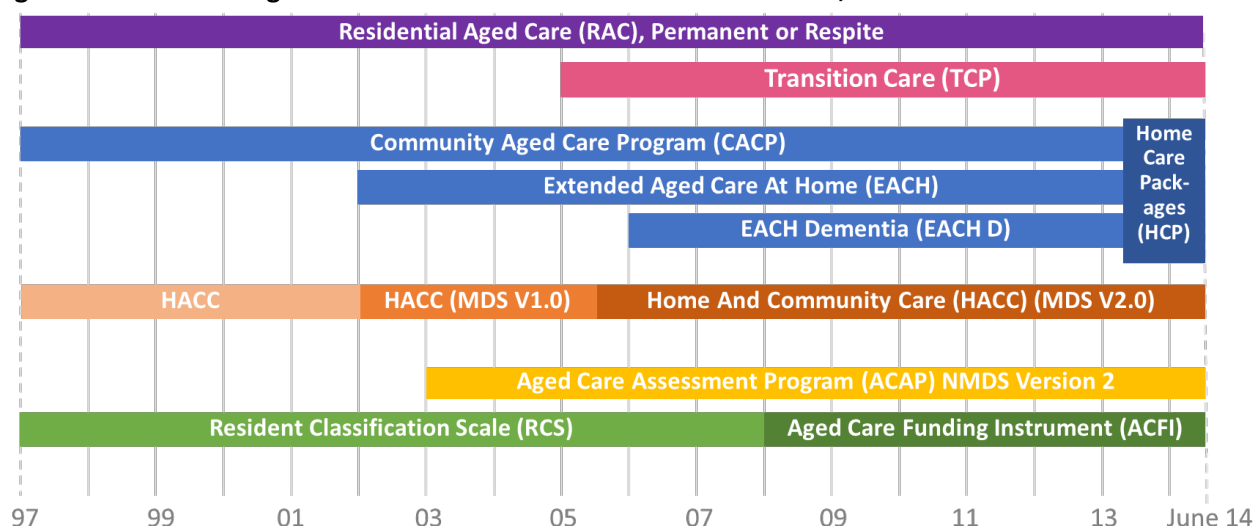 Residential Aged Care (RAC), Permanent or Respite
Transition Care (TCP)
Community Aged Care Program (CACP)
Extended Aged Care At Home (EACH)
EACH Dementia (EACH D)
Home
Care
Pack-
ages
(HCP)
HACC
HACC (MDS V1.0)
Home And Community Care (HACC) (MDS V2.0)
Aged Care Assessment Program (ACAP) NMDS Version 2
Resident Classification Scale (RCS)
Aged Care Funding Instrument (ACFI)
97 99 01 03 05 07 09 11 13 June 14